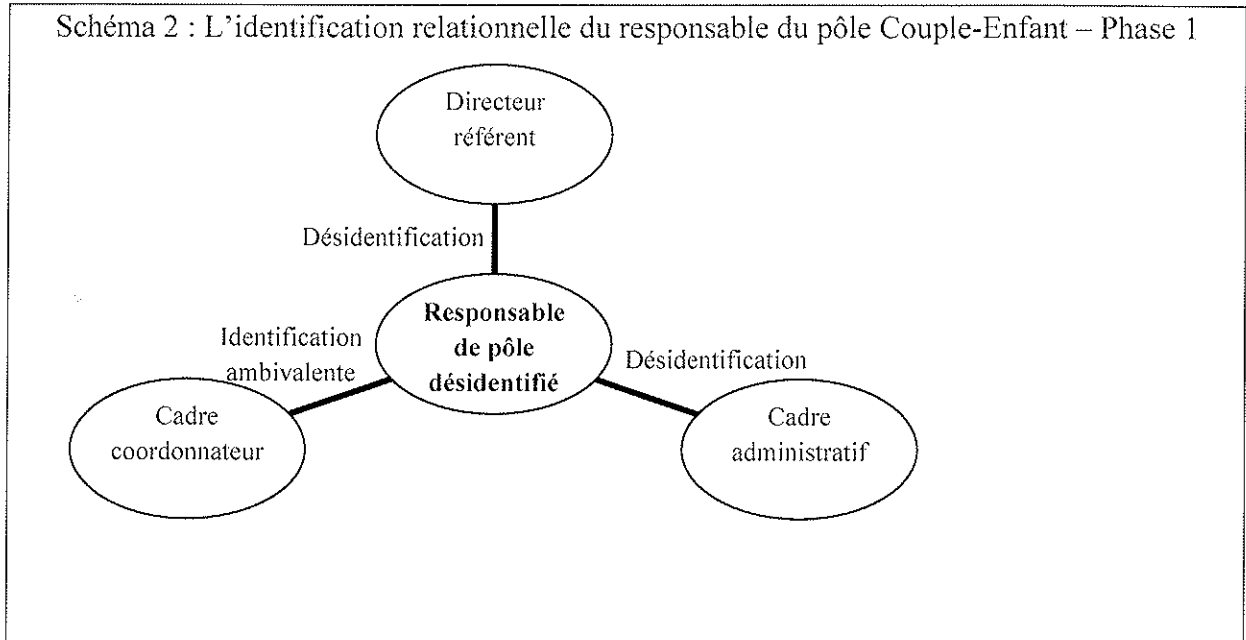 Schéma 2 : L'identification relationnelle du responsable du pôle Couple-Enfant – Phase 1
Directeur
référent
Désidentification
Responsable
de pôle
désidentifié
Identification
ambivalente
Désidentification
Cadre
coordonnateur
Cadre
administratif